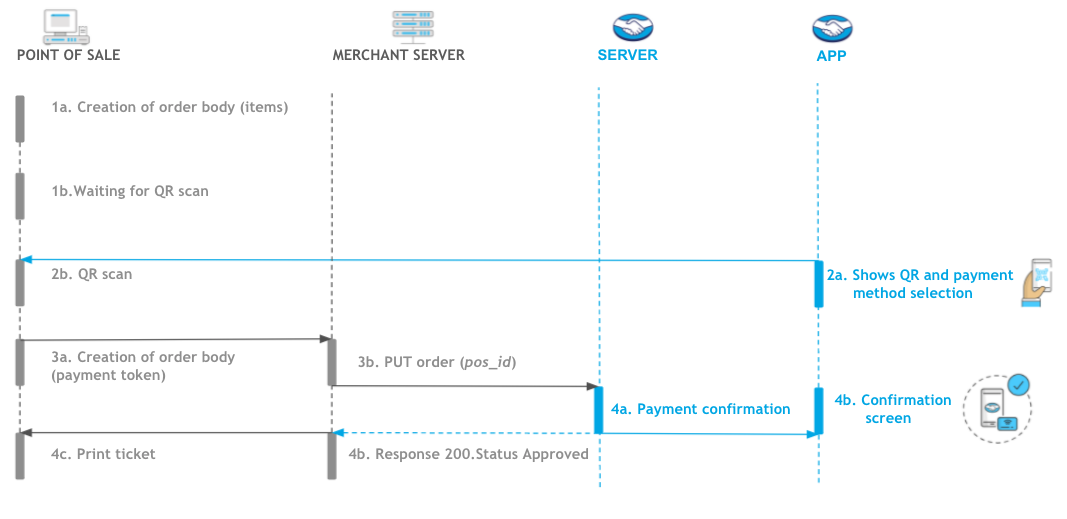 POINT OF SALE
MERCHANT SERVER
SERVER
APP
1a. Creation of order body (items)
1b.Waiting for QR scan
2b. QR scan
2a. Shows QR and payment
method selection
3a. Creation of order body
(payment token)
3b. PUT order (pos_id)
4a. Payment confirmation
4b. Confirmation
screen
4c. Print ticket
4b. Response 200.Status Approved